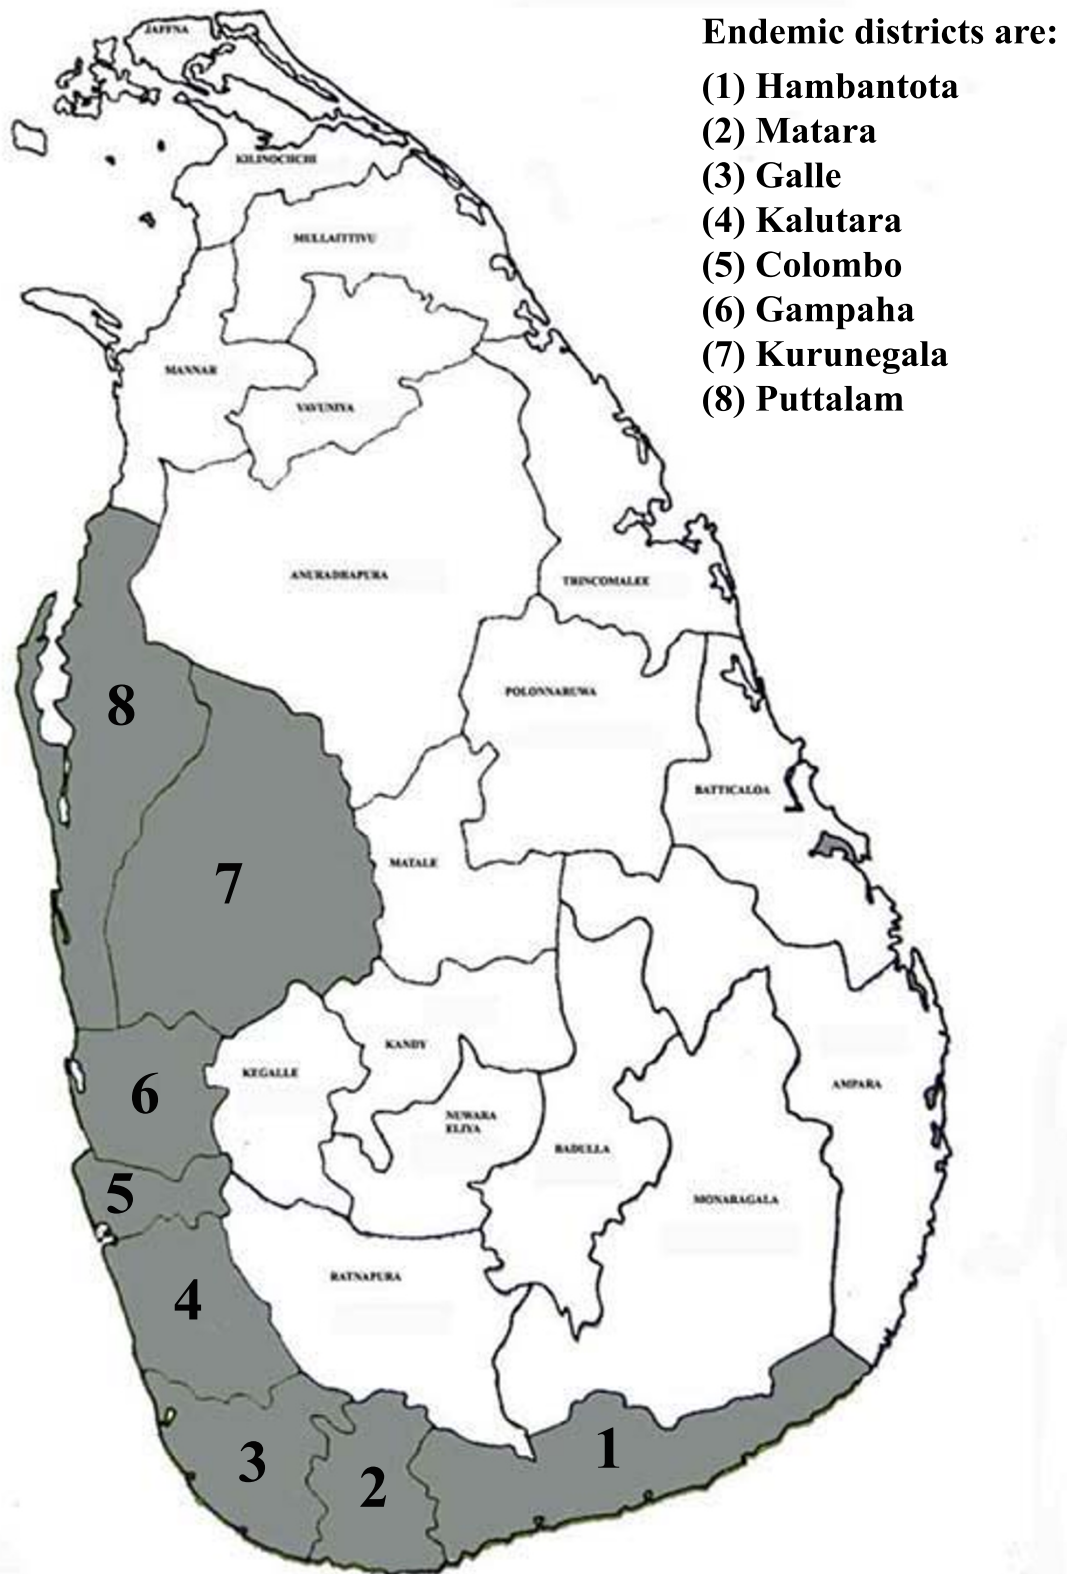 Endemic districts are:
(1) Hambantota
(2) Matara
(3) Galle
(4) Kalutara
(5) Colombo
(6) Gampaha
(7) Kurunegala
(8) Puttalam
JAFFNA
KILINOCHCHI
MULLAITTIVU
MANNAR
VAVUNIYA
ANURADHAPURA
TRINCOMALEE
POLONNARUWA
8
BATTICALOA
MATALE
7
KANDY
KEGALLE
6
AMPARA
NUWARA
ELIYA
BADULLA
5
MONARAGALA
RATNAPURA
4
1
3
2